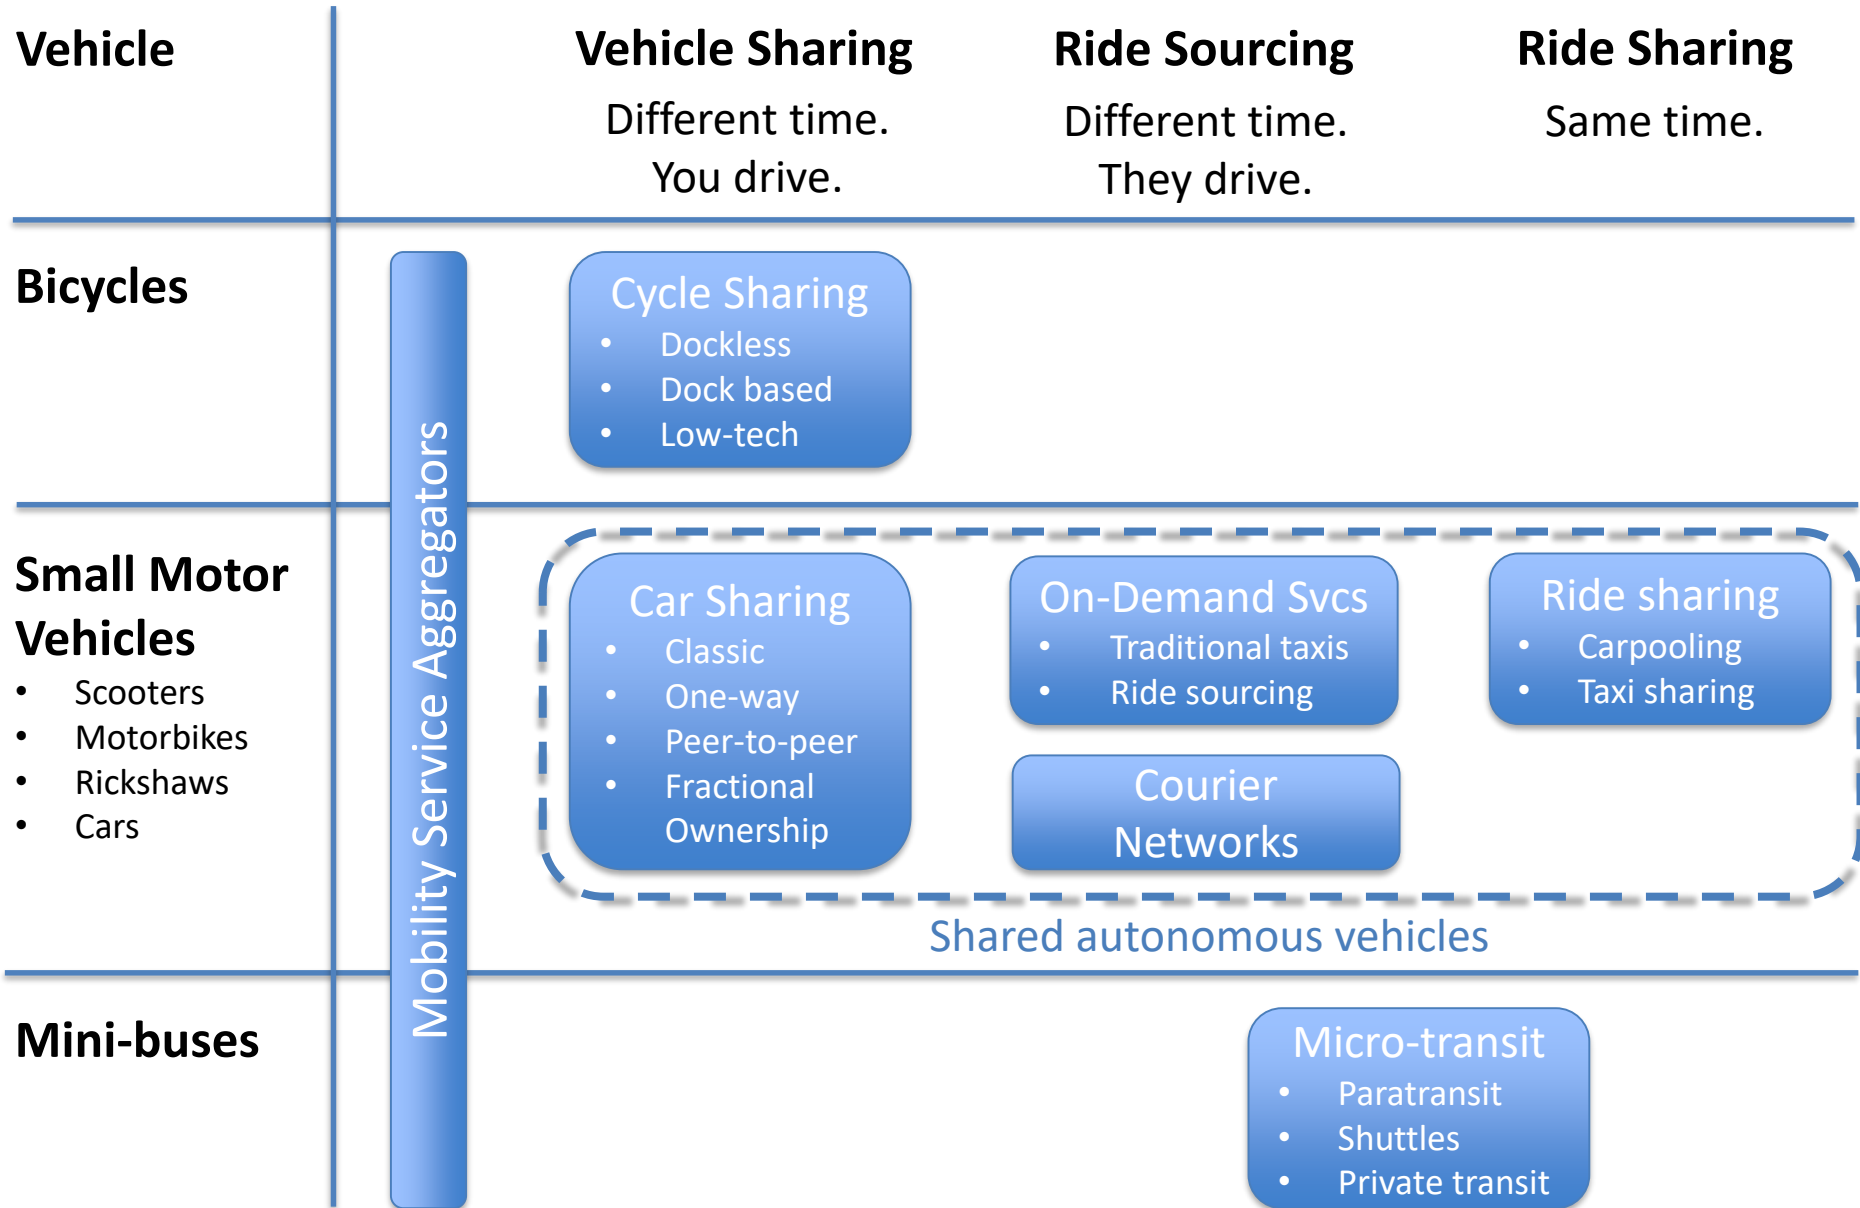 Vehicle
Vehicle Sharing
Different time.
You drive.
Ride Sourcing
Different time.
They drive.
Ride Sharing
Same time.
Mobility Service Aggregators
Bicycles
Cycle Sharing
• Dockless
• Dock based
• Low-tech
Small Motor
Vehicles
• Scooters
• Motorbikes
• Rickshaws
• Cars
Car Sharing
• Classic
• One-way
• Peer-to-peer
• Fractional
Ownership
On-Demand Svcs
• Traditional taxis
• Ride sourcing
Courier
Networks
Ride sharing
• Carpooling
• Taxi sharing
Shared autonomous vehicles
Mini-buses
Micro-transit
• Paratransit
• Shuttles
• Private transit